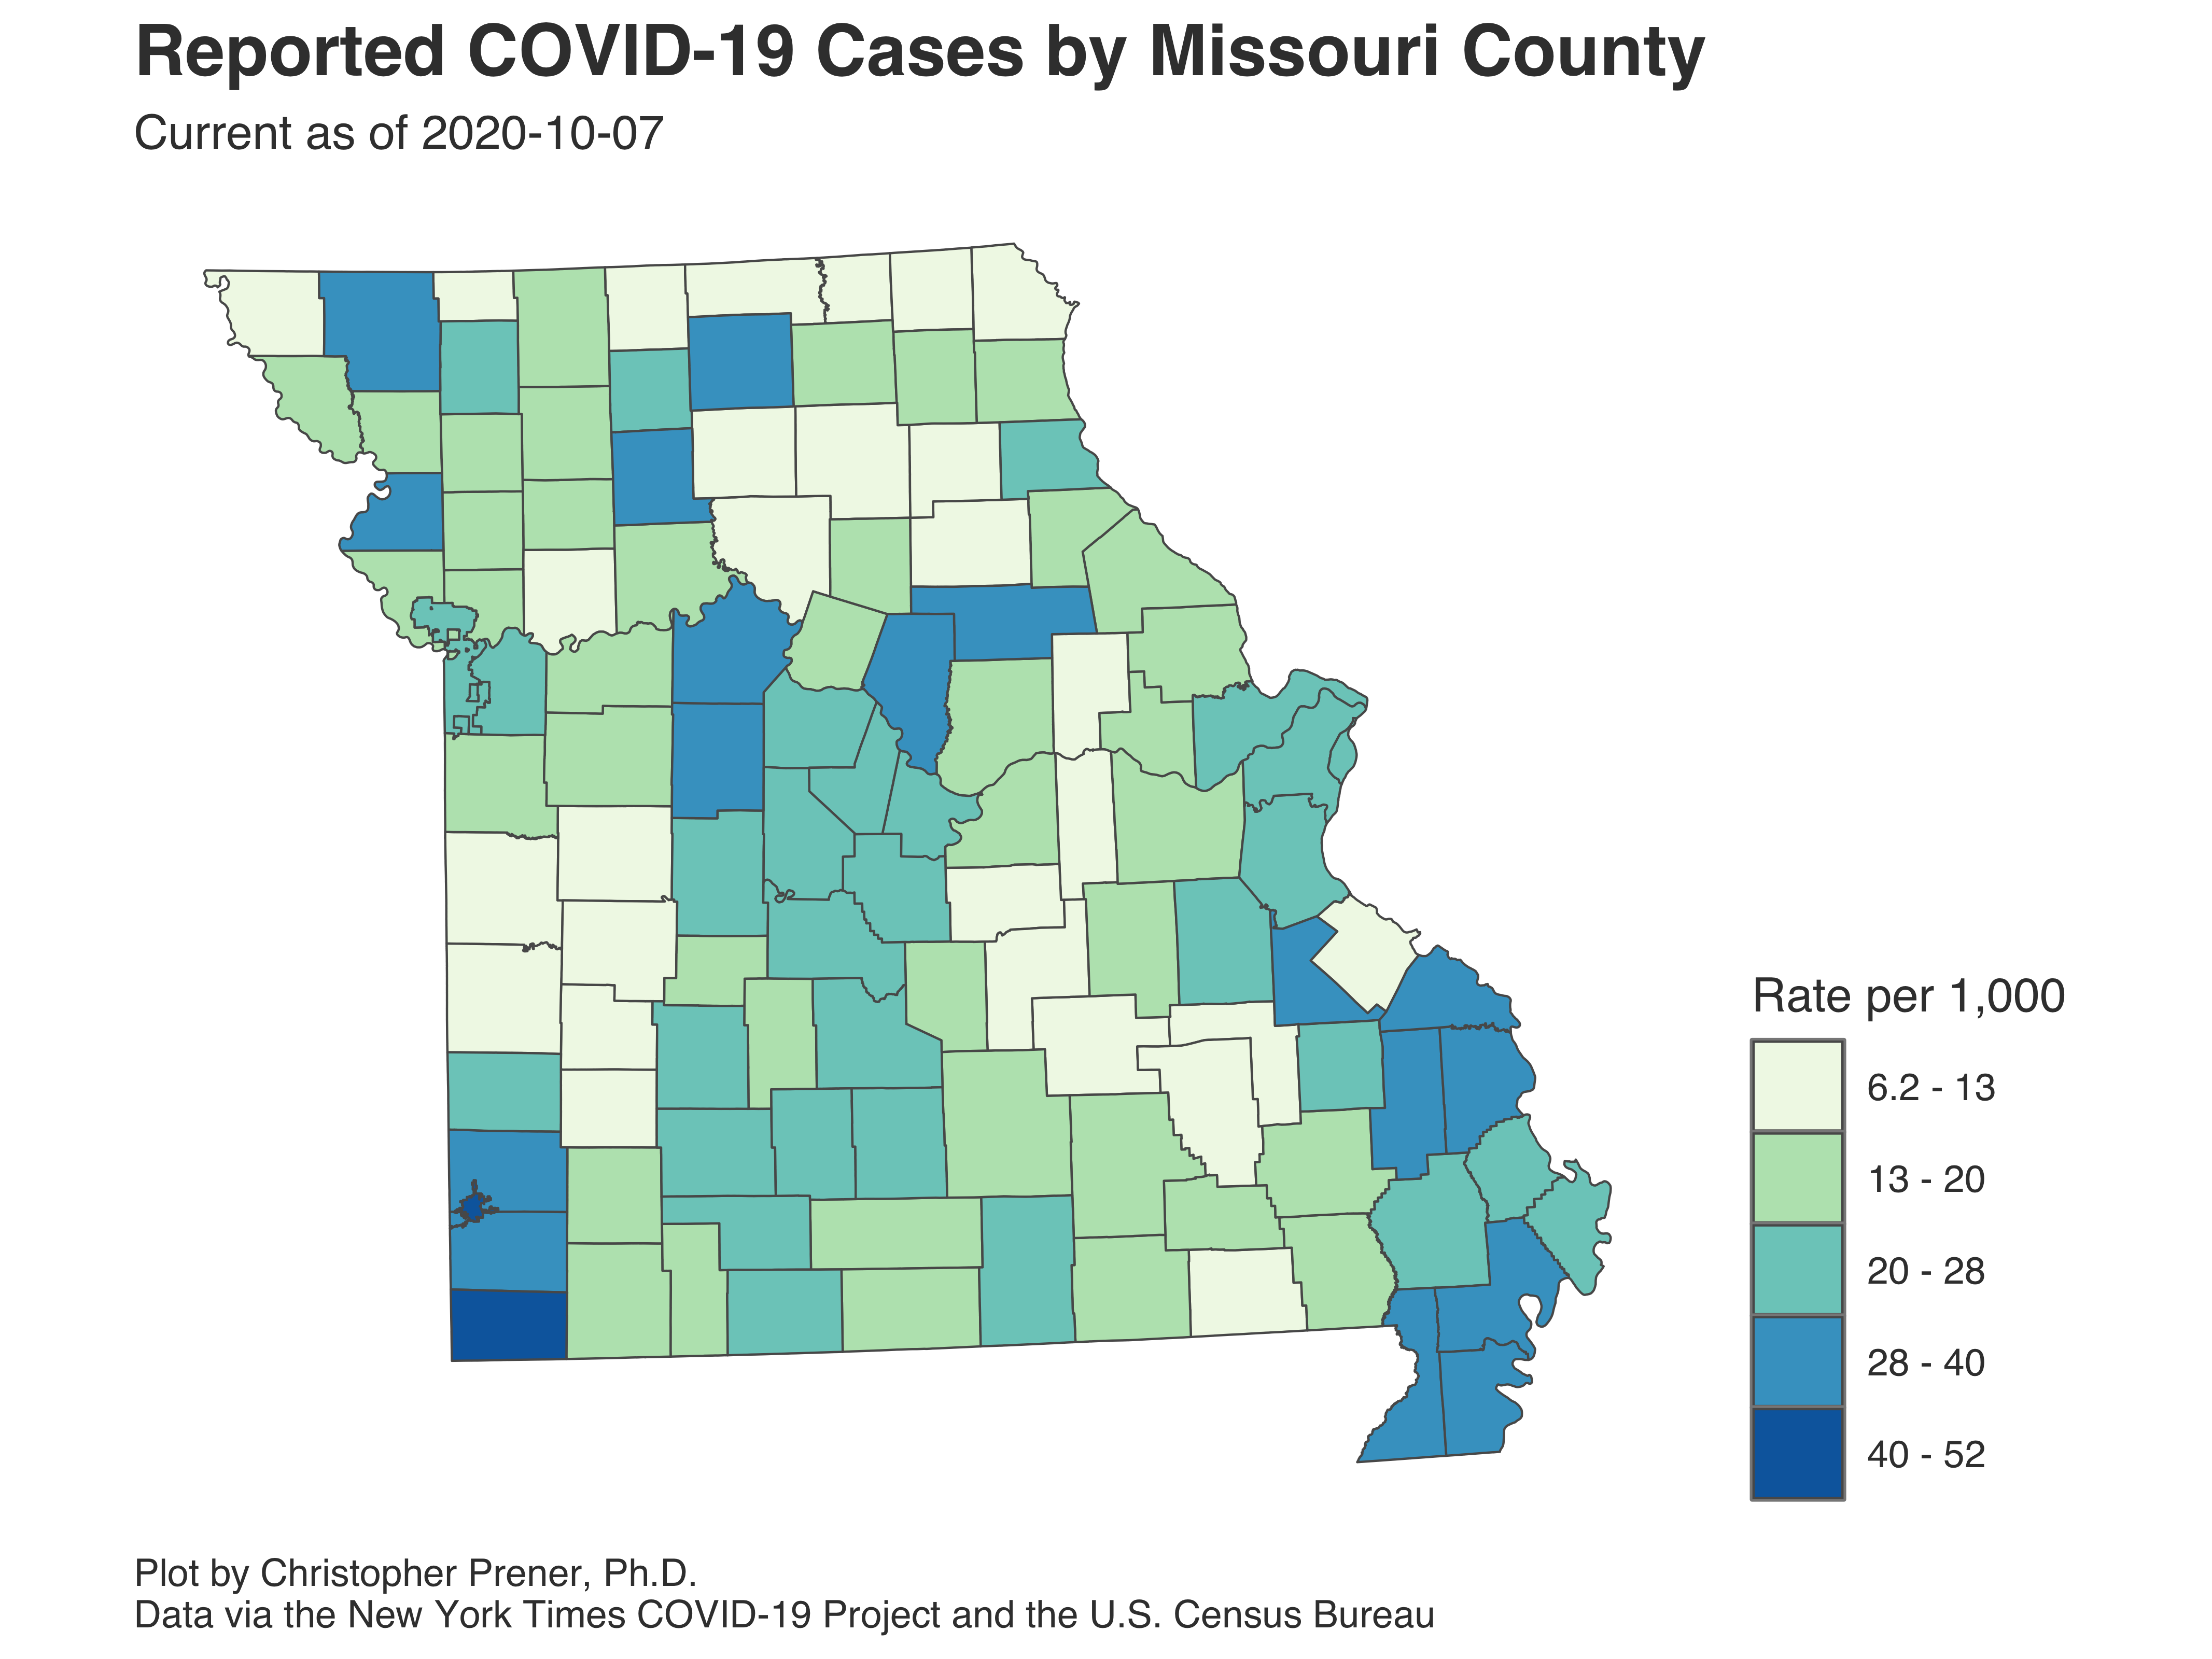 Reported COVID-19 Cases by Missouri County
Current as of 2020-10-07
Rate per 1,000
6.2 - 13
13 - 20
20 - 28
28 - 40
40 - 52
Plot by Christopher Prener, Ph.D.
Data via the New York Times COVID-19 Project and the U.S. Census Bureau